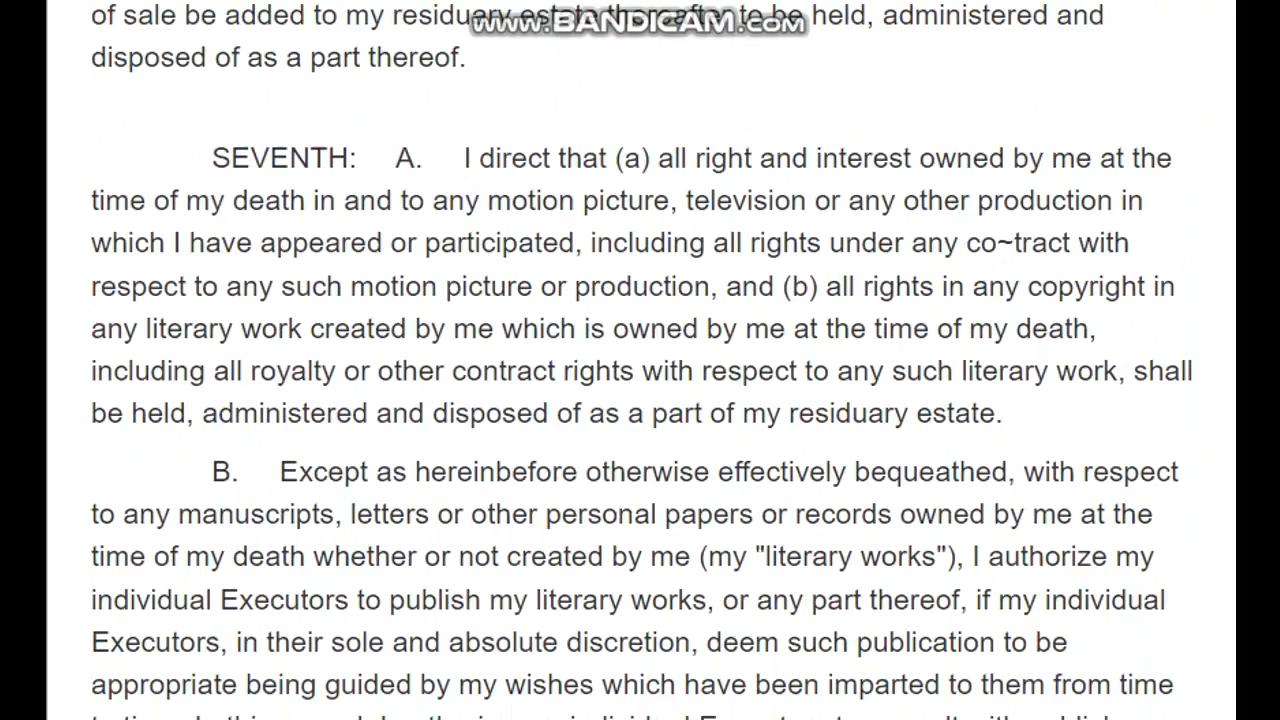 of sale be added to my residuary estate thereafter to be held, administered and
www.BANDICAM.com
disposed of as a part thereof.
SEVENTH: A. I direct that (a) all right and interest owned by me at the
time of my death in and to any motion picture, television or any other production in
which I have appeared or participated, including all rights under any co~tract with
respect to any such motion picture or production, and (b) all rights in any copyright in
any literary work created by me which is owned by me at the time of my death,
including all royalty or other contract rights with respect to any such literary work, shall
be held, administered and disposed of as a part of my residuary estate.
B. Except as hereinbefore otherwise effectively bequeathed, with respect
to any manuscripts, letters or other personal papers or records owned by me at the
time of my death whether or not created by me (my "literary works"), I authorize my
individual Executors to publish my literary works, or any part thereof, if my individual
Executors, in their sole and absolute discretion, deem such publication to be
appropriate being guided by my wishes which have been imparted to them from time